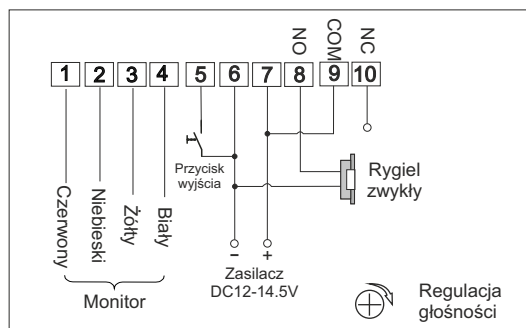 NO COM NC
1 2 3 4 5 6 7 8 9 10
Przycisk
wyjścia
Rygiel
zwykły
Czerwony
Niebieski
Żółty
Biały
Monitor
– +
Zasilacz
DC12-14.5V
Regulacja
głośności